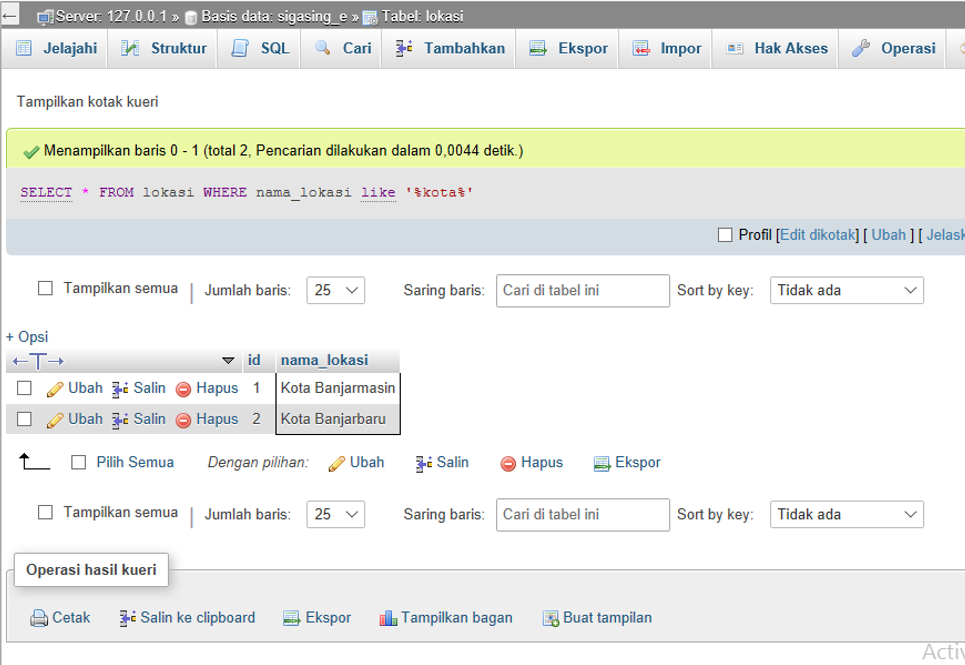 Server: 127.0.0.1 » Basis data: sigasing_e » Tabel: lokasi
Jelajahi Struktur SQL Cari Tambahkan Ekspor Impor Hak Akses Operasi
Tampilkan kotak kueri
Menampilkan baris 0 - 1 (total 2, Pencarian dilakukan dalam 0,0044 detik.)
SELECT * FROM lokasi WHERE nama_lokasi like '%kota%'
Profil [Edit dikotak] [ Ubah ] [ Jelask
Tampilkan semua | Jumlah baris: 25 Saring baris: Cari di tabel ini Sort by key: Tidak ada
+ Opsi
←T→ id nama_lokasi
Ubah Salin Hapus 1 Kota Banjarmasin
Ubah Salin Hapus 2 Kota Banjarbaru
Pilih Semua Dengan pilihan: Ubah Salin Hapus Ekspor
Tampilkan semua | Jumlah baris: 25 Saring baris: Cari di tabel ini Sort by key: Tidak ada
Operasi hasil kueri
Cetak Salin ke clipboard Ekspor Tampilkan bagan Buat tampilan
Activ